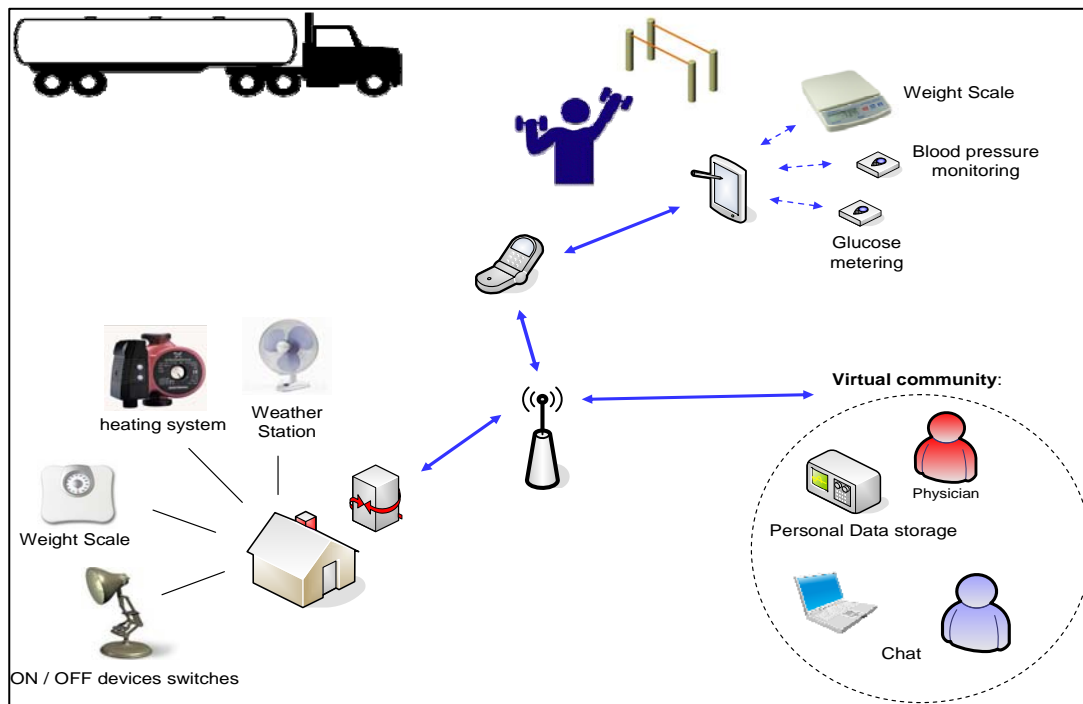 Weight Scale
Blood pressure
monitoring
Glucose
metering
Virtual community:
Physician
Personal Data storage
Chat
heating system
Weather
Station
Weight Scale
ON / OFF devices switches